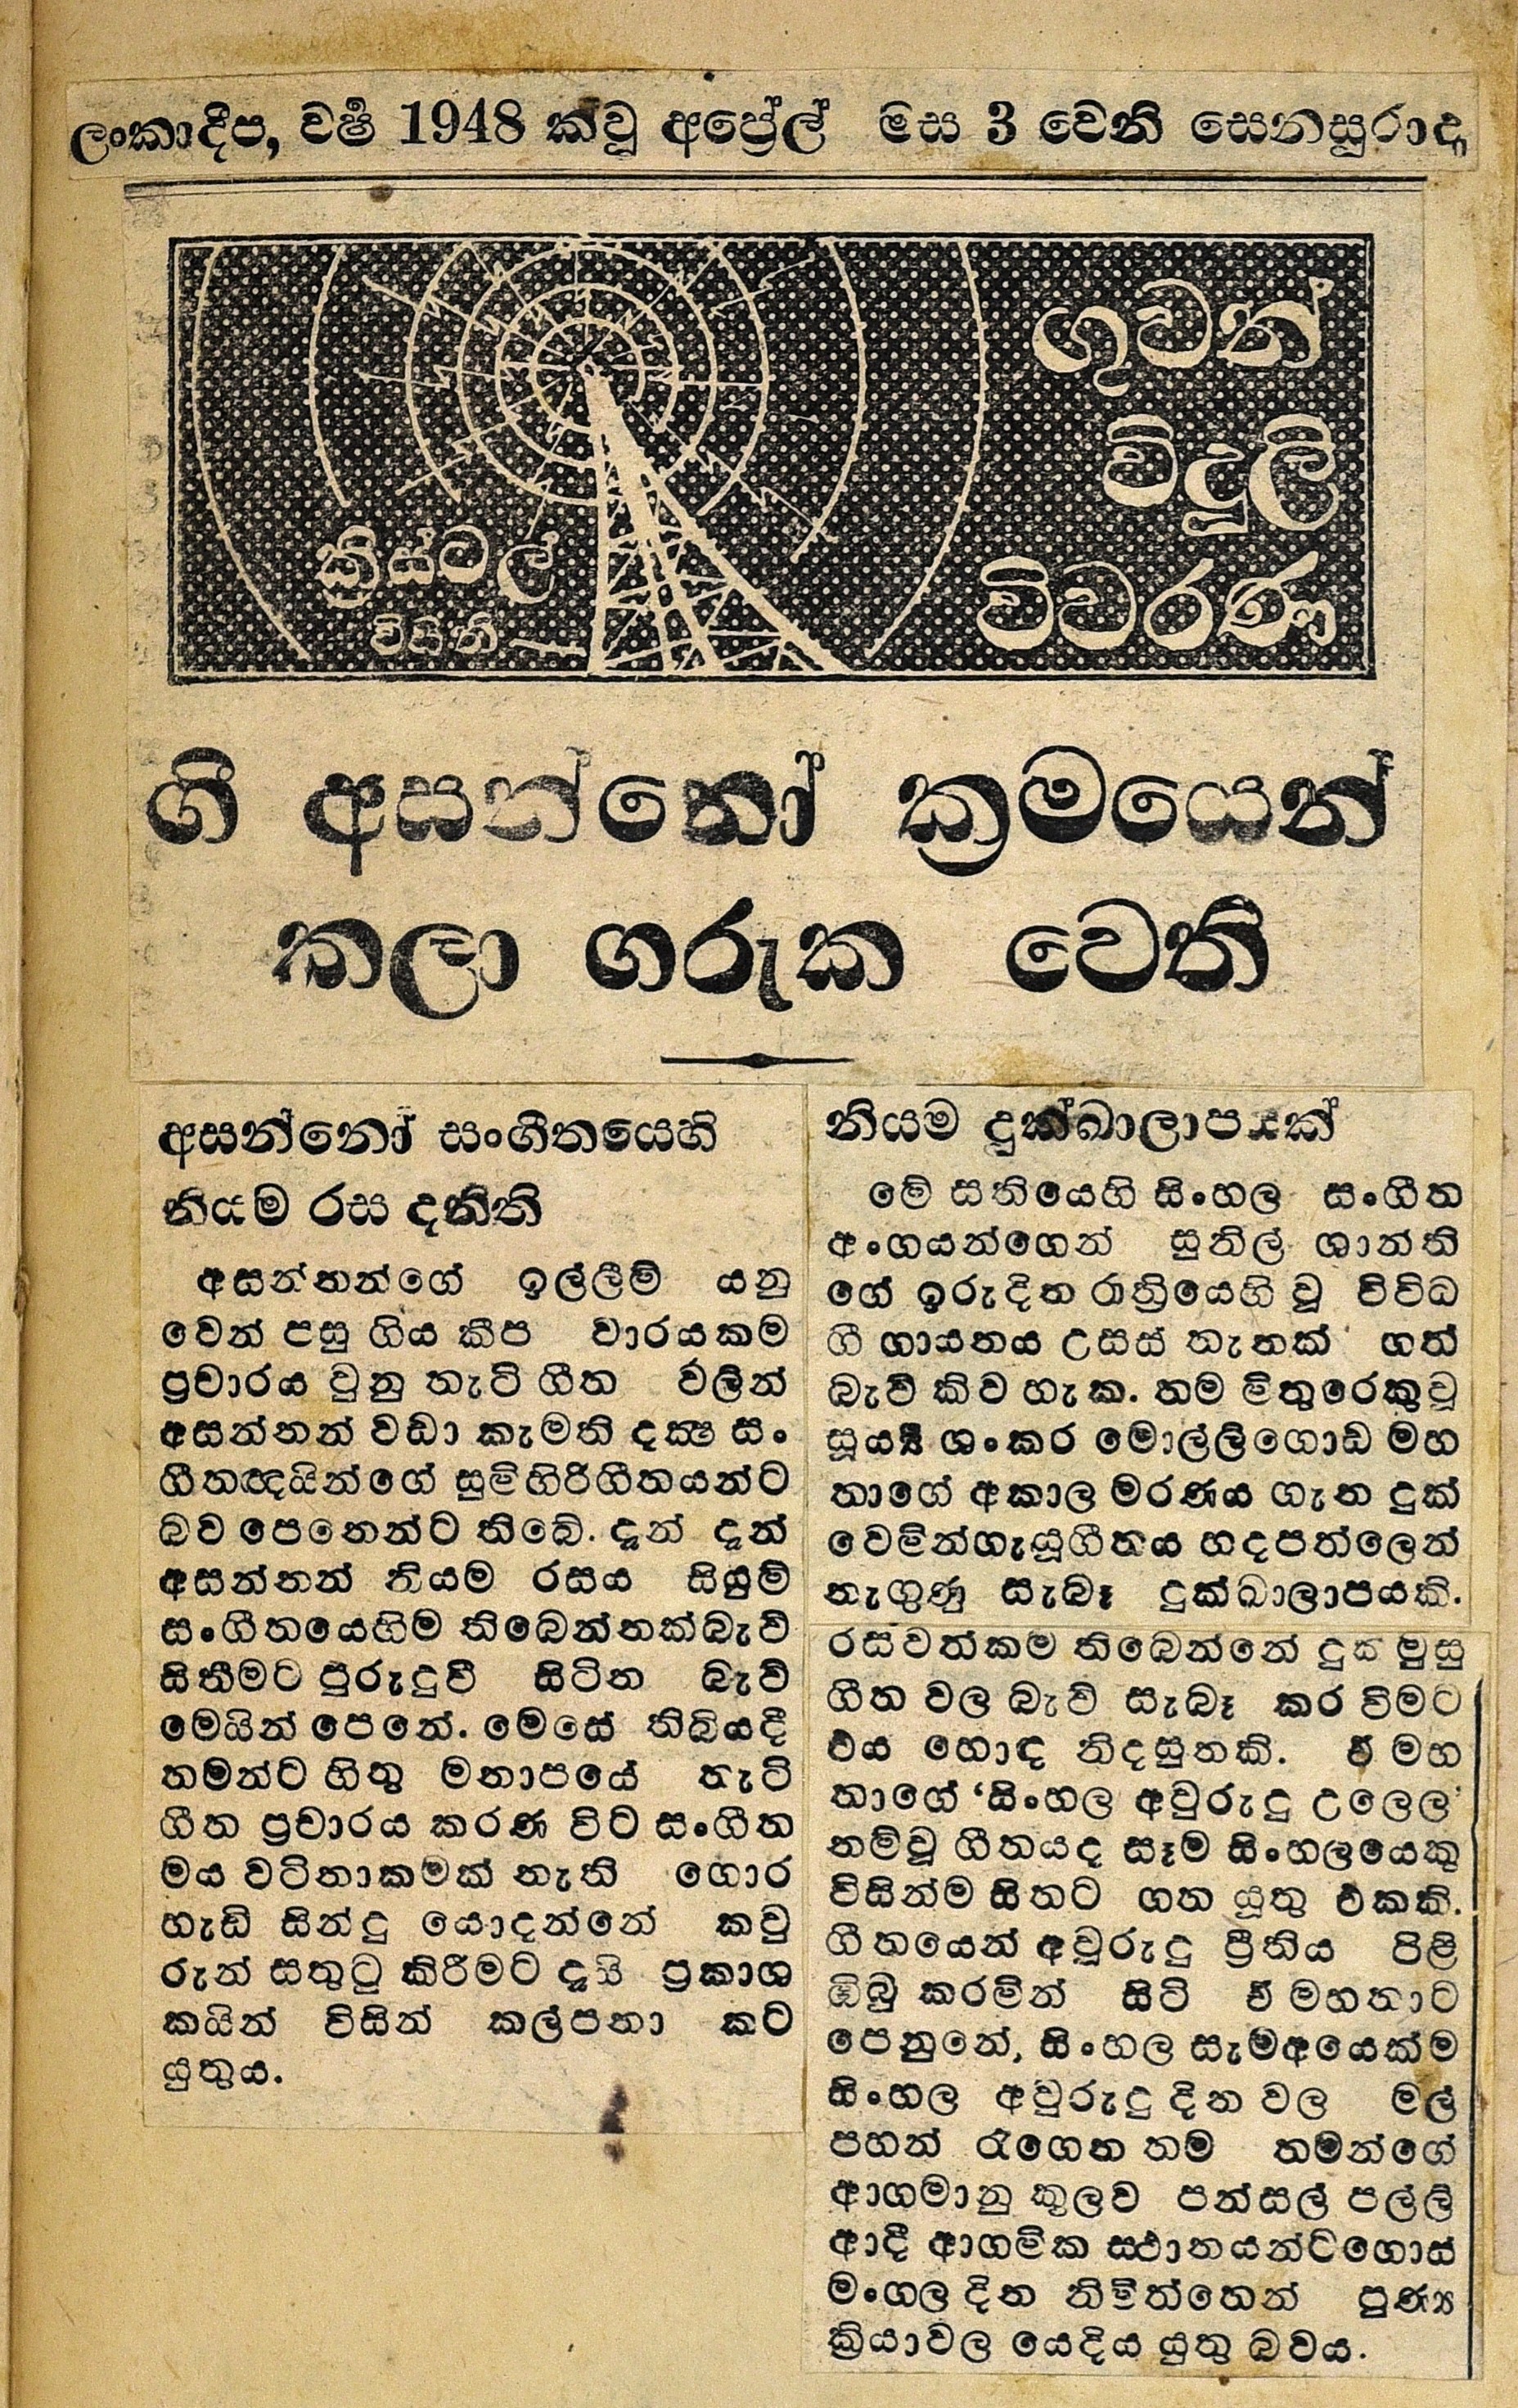 ලංකාදීප, වර්‍ෂ 1948 ක්වූ අප්‍රේල් මස 3 වෙනි සෙනසුරාදා
ගුවන්
විදුලි
විවරණ
ක්‍රිස්ටල්
විසිනි
ගී අසන්නෝ ක්‍රමයෙන්
කලා ගරුක වෙති
අසන්නෝ සංගීතයෙහි
නියම රස දනිති
අසන්නන්ගේ ඉල්ලීම් යනු
වෙන් පසු ගිය කීප වාරයකම
ප්‍රචාරය වුනු නැටි ගීත වලින්
අසන්නන් වඩා කැමති දක්‍ෂ සං
ගීතඥයින්ගේ සුමිහිරිගීතයන්ට
බව පෙනෙන්ට තිබේ. දැන් දැන්
අසන්නන් නියම රසය සියුම්
සංගීතයෙහිම තිබෙන්නක්බැව්
සිතීමට පුරුදුවී සිටින බැව්
මෙයින් පෙනේ. මෙසේ තිබියදී
තමන්ට හිතු මනාපයේ නැටි
ගීත ප්‍රචාරය කරණ විට සංගීත
මය වටිනාකමක් නැති ගොර
හැඩි සින්දු යොදන්නේ කවු
රුන් සතුටු කිරීමට දැයි ප්‍රකාශ
කයින් විසින් කල්පනා කට
යුතුය.
නියම දුක්ඛාලාපයක්
මේ සතියෙහි සිංහල සංගීත
අංගයන්ගෙන් සුනිල් ශාන්ති
ගේ ඉරුදින රාත්‍රියෙහි වූ විවිධ
ගී ගායනය උසස් තැනක් ගත්
බැව් කිව හැක. තම මිතුරෙකුවූ
සූර්‍ය්‍ය ශංකර මොල්ලිගොඩ මහ
තාගේ අකාල මරණය ගැන දුක්
වෙමින්ගැයූගීතය හදපත්ලෙන්
නැගුණු සැබෑ දුක්ඛාලාපයකි.
රසවත්කම තිබෙන්නේ දුක මුසු
ගීත වල බැව් සැබෑ කර වීමට
එය හොඳ නිදසුනකි. ඒ මහ
තාගේ ‘සිංහල අවුරුදු උලෙල’
නම්වූ ගීතයද සෑම සිංහලයෙකු
විසින්ම සිතට ගත යුතු එකකි.
ගීතයෙන් අවුරුදු ප්‍රීතිය පිළි
ඹිබු කරමින් සිටි ඒ මහතාට
පෙනුනේ, සිංහල සැමඅයෙක්ම
සිංහල අවුරුදු දින වල මල්
පහන් රැගෙන තම තමන්ගේ
ආගමානු කුලව පන්සල් පල්ලි
ආදී ආගමික ස්ථානයන්ටගොස්
මංගල දින නිමිත්තෙන් පුණ්‍ය
ක්‍රියාවල යෙදිය යුතු බවය.